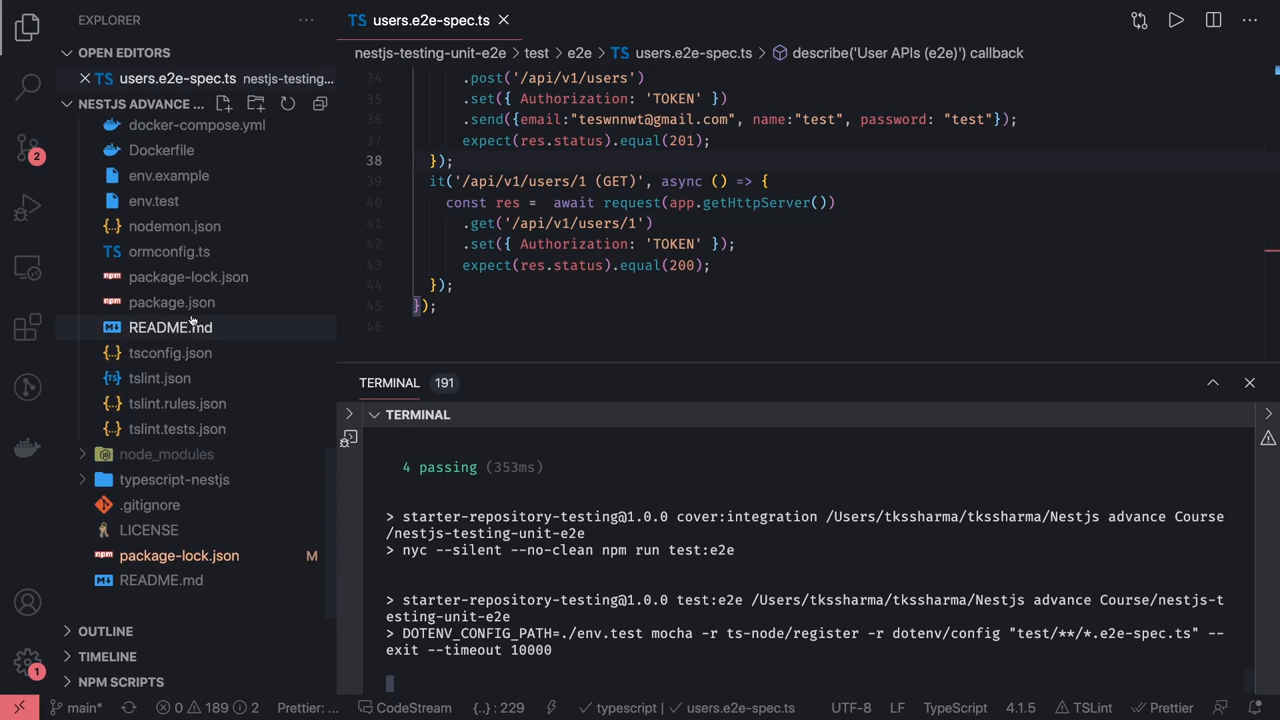 EXPLORER
OPEN EDITORS
TS users.e2e-spec.ts nestjs-testing...
NESTJS ADVANCE ...
docker-compose.yml
Dockerfile
env.example
env.test
nodemon.json
TS ormconfig.ts
npm package-lock.json
npm package.json
README.md
tsconfig.json
TS tslint.json
tslint.rules.json
tslint.tests.json
node_modules
typescript-nestjs
.gitignore
LICENSE
npm package-lock.json M
README.md
OUTLINE
TIMELINE
NPM SCRIPTS
2
1
TS users.e2e-spec.ts
nestjs-testing-unit-e2e > test > e2e > TS users.e2e-spec.ts > describe('User APIs (e2e)') callback
34 .post('/api/v1/users')
35 .set({ Authorization: 'TOKEN' })
36 .send({email:"teswnnwt@gmail.com", name:"test", password: "test"});
37 expect(res.status).equal(201);
38 });
39 it('/api/v1/users/1 (GET)', async () => {
40 const res = await request(app.getHttpServer())
41 .get('/api/v1/users/1')
42 .set({ Authorization: 'TOKEN' });
43 expect(res.status).equal(200);
44 });
45 });
46
TERMINAL 191
TERMINAL
4 passing (353ms)
> starter-repository-testing@1.0.0 cover:integration /Users/tkssharma/tkssharma/Nestjs advance Course
/nestjs-testing-unit-e2e
> nyc --silent --no-clean npm run test:e2e
> starter-repository-testing@1.0.0 test:e2e /Users/tkssharma/tkssharma/Nestjs advance Course/nestjs-t
esting-unit-e2e
> DOTENV_CONFIG_PATH=./env.test mocha -r ts-node/register -r dotenv/config "test/**/*.e2e-spec.ts" --
exit --timeout 10000
main* 0 189 2 Prettier: ... CodeStream {..} : 229 typescript | users.e2e-spec.ts UTF-8 LF TypeScript 4.1.5 TSLint Prettier